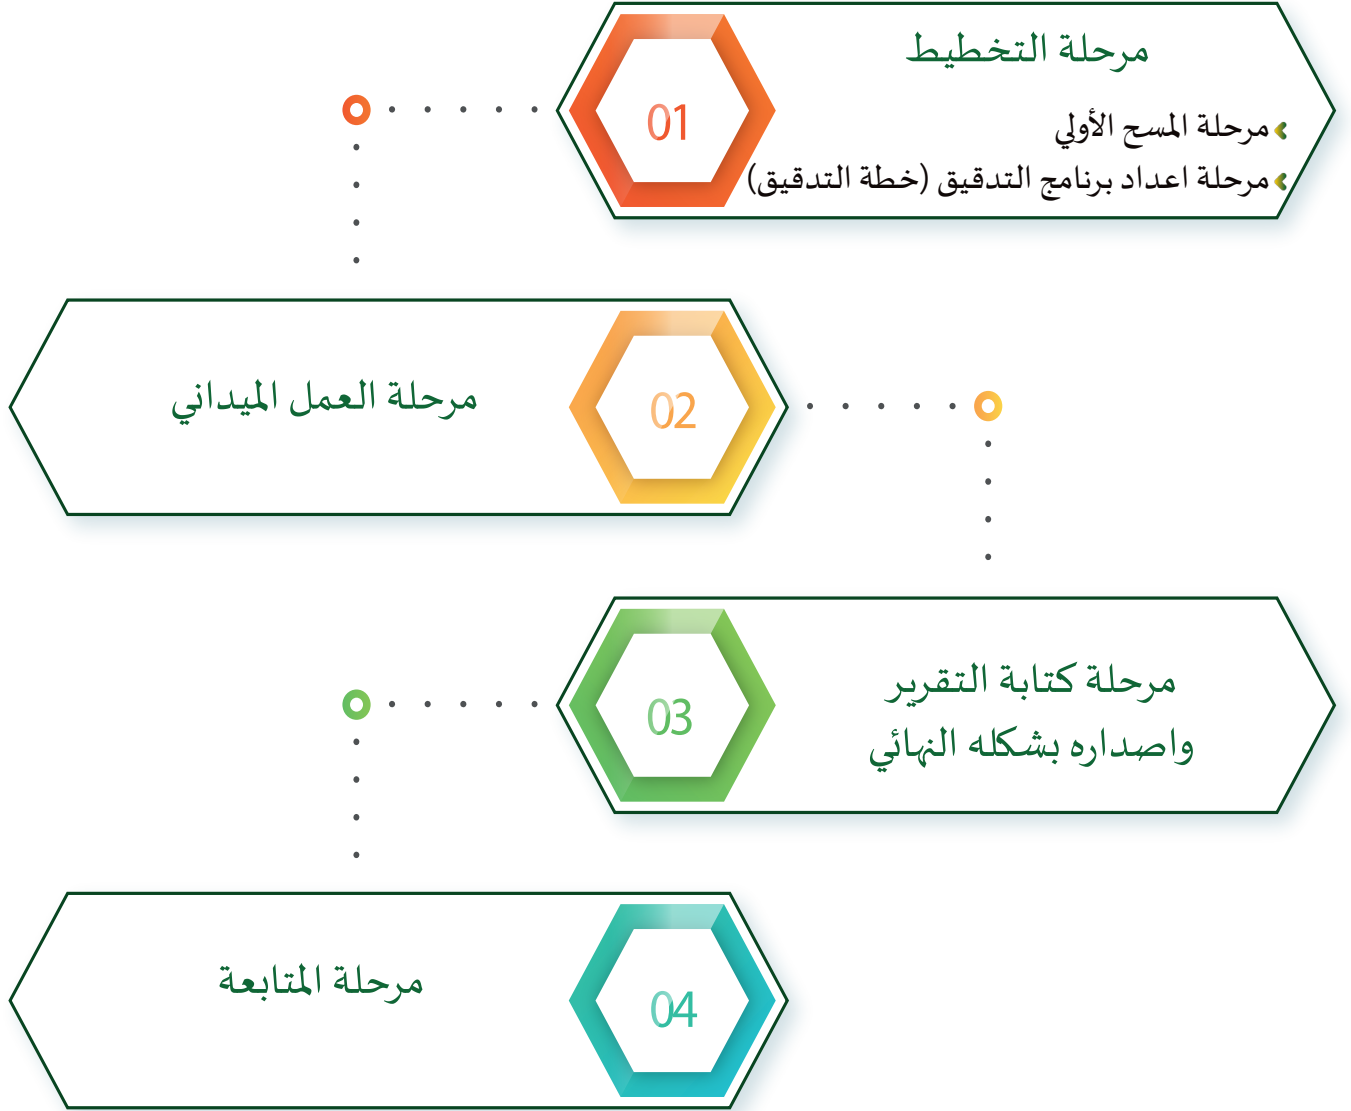 01
مرحلة التخطيط
مرحلة المسح الأولي
مرحلة اعداد برنامج التدقيق (خطة التدقيق)
02
مرحلة العمل الميداني
03
مرحلة كتابة التقرير
واصداره بشكله النهائي
04
مرحلة المتابعة